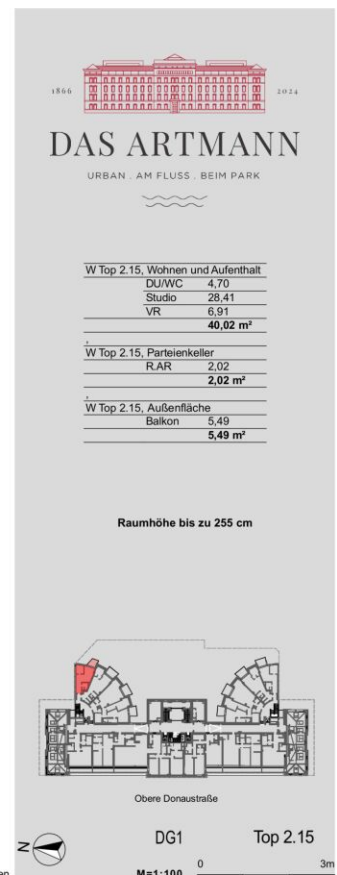 1866
2024
DAS ARTMANN
URBAN . AM FLUSS . BEIM PARK
W Top 2.15, Wohnen und Aufenthalt
DU/WC 4,70
Studio 28,41
VR 6,91
40,02 m²
,
W Top 2.15, Parteienkeller
R.AR 2,02
2,02 m²
,
W Top 2.15, Außenfläche
Balkon 5,49
5,49 m²
Raumhöhe bis zu 255 cm
Obere Donaustraße
N
DG1 Top 2.15
en
M=1:100 0 3m